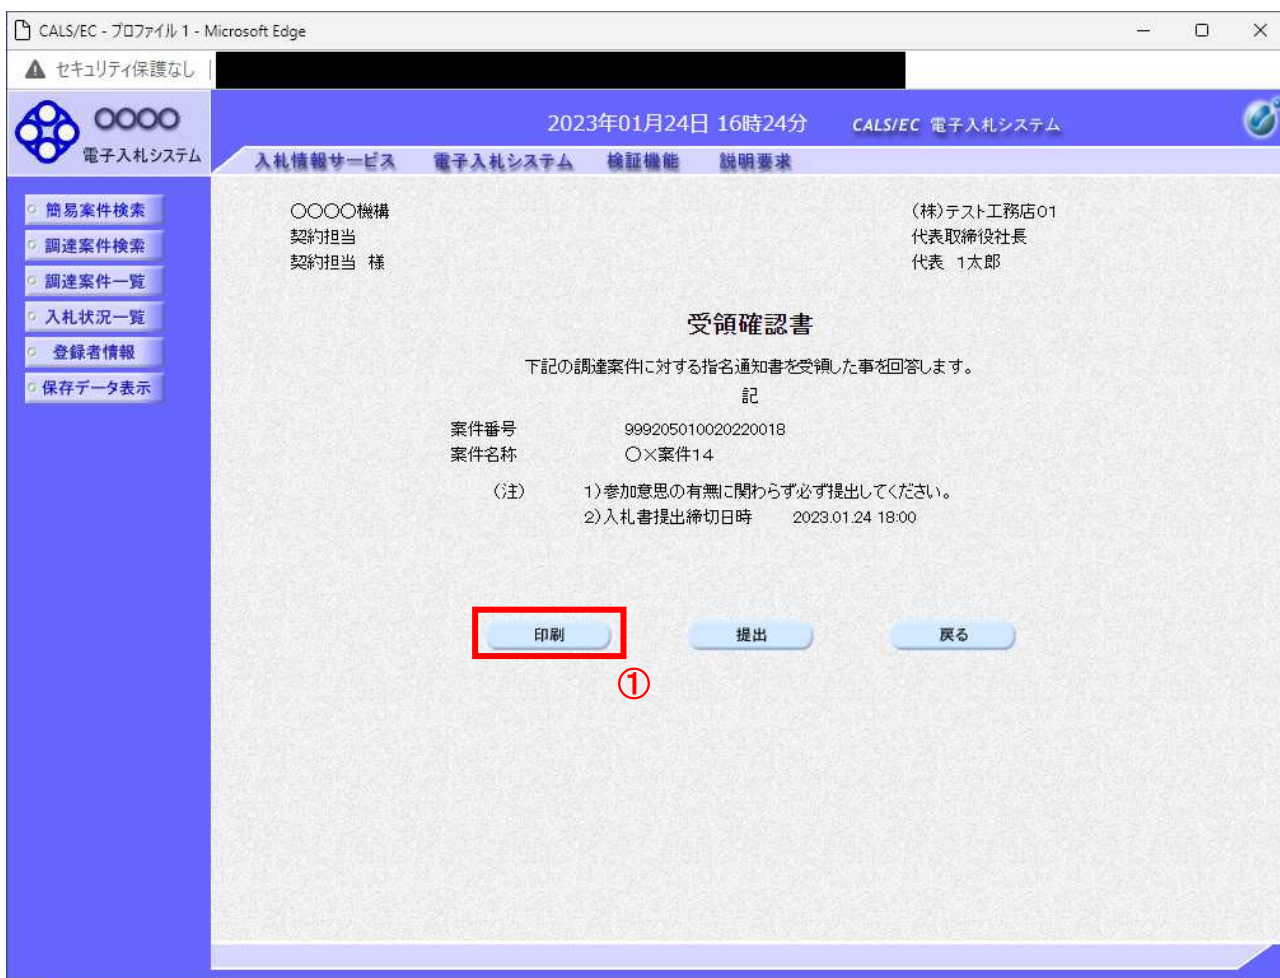 CALS/EC - プロファイル 1 - Microsoft Edge
セキュリティ保護なし
〇〇〇〇
電子入札システム
2023年01月24日 16時24分
CALS/EC 電子入札システム
入札情報サービス 電子入札システム 検証機能 説明要求
簡易案件検索
調達案件検索
調達案件一覧
入札状況一覧
登録者情報
保存データ表示
〇〇〇〇機構
契約担当
契約担当 様
(株)テスト工務店01
代表取締役社長
代表 1太郎
受領確認書
下記の調達案件に対する指名通知書を受領した事を回答します。
記
案件番号 999205010020220018
案件名称 〇×案件14
(注) 1)参加意思の有無に関わらず必ず提出してください。
2)入札書提出締切日時 2023.01.24 18:00
印刷 提出 戻る
①